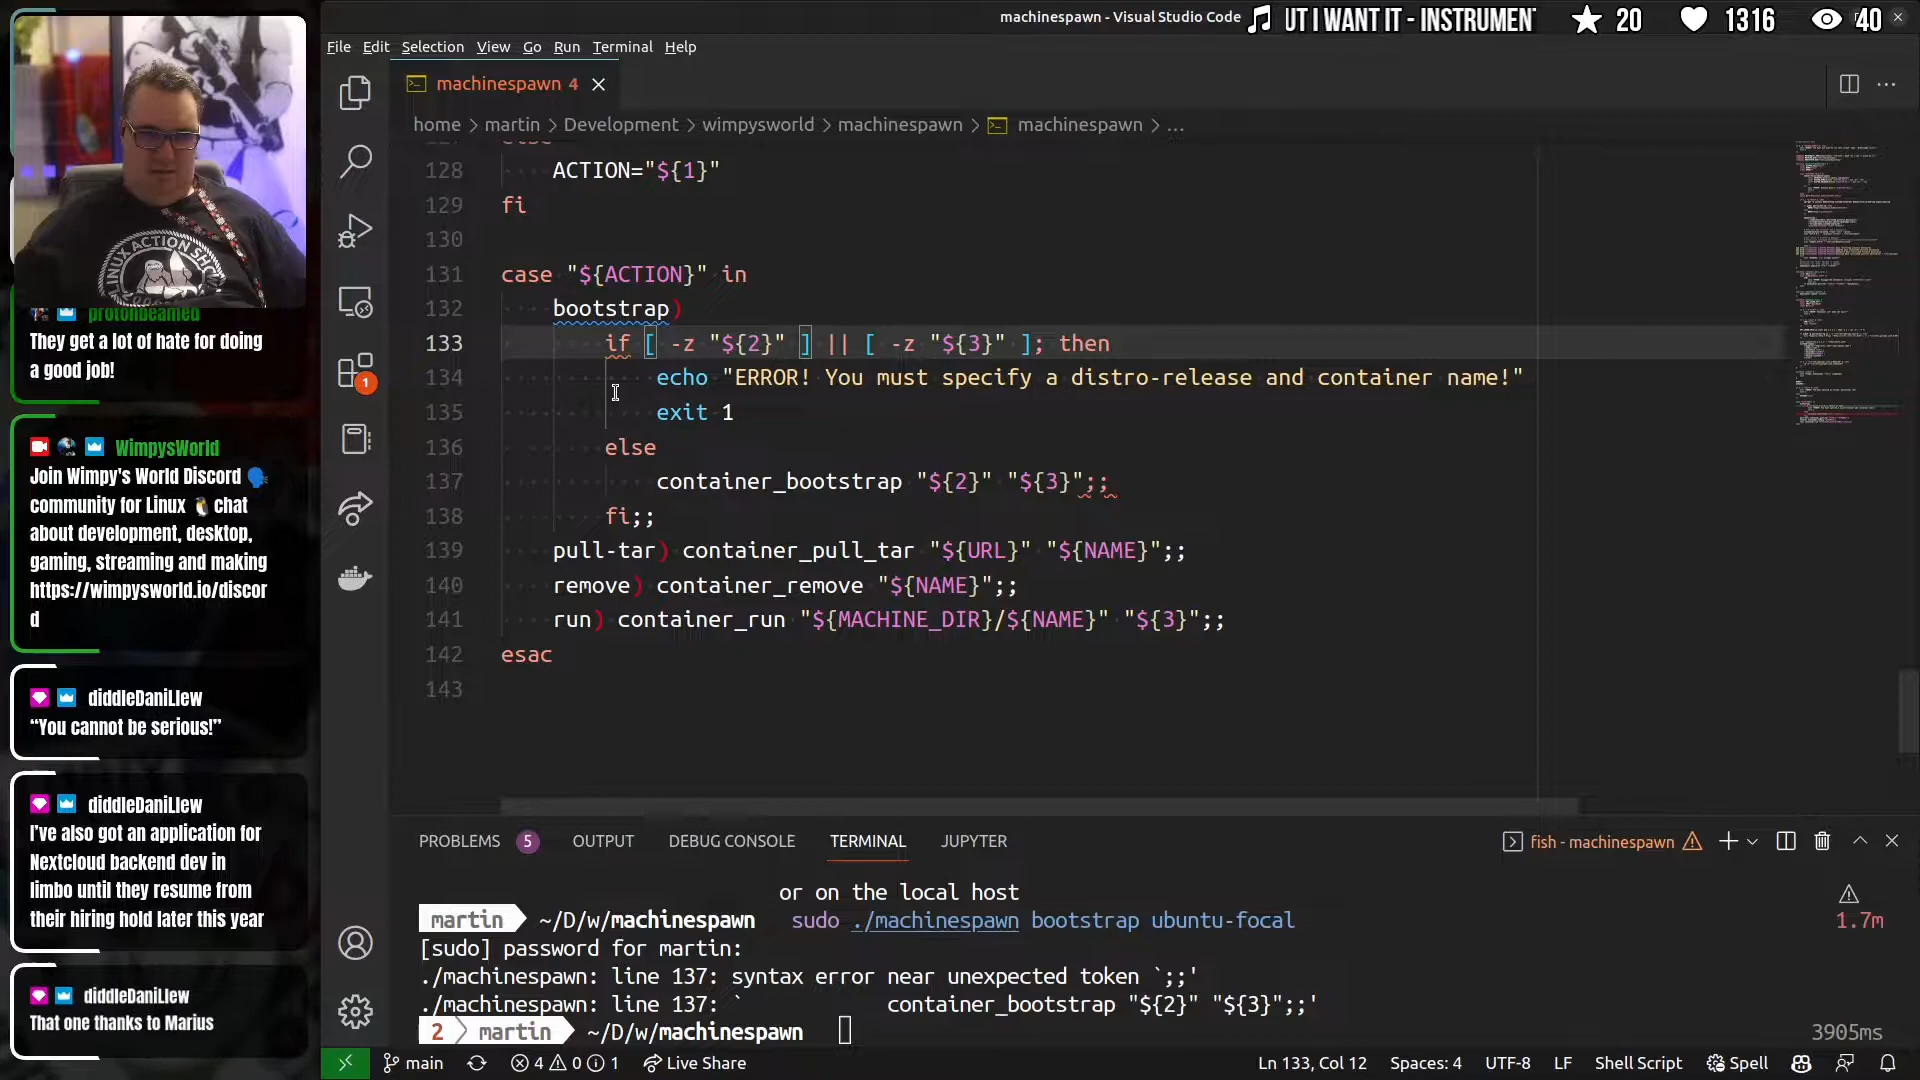 machinespawn - Visual Studio Code
UT I WANT IT - INSTRUMEN
20
1316
40
File Edit Selection View Go Run Terminal Help
machinespawn 4
home > martin > Development > wimpysworld > machinespawn > machinespawn > ...
128 ACTION="${1}"
129 fi
130
131 case "${ACTION}" in
132 bootstrap)
133 if [ -z "${2}" ] || [ -z "${3}" ]; then
134 echo "ERROR! You must specify a distro-release and container name!"
135 exit 1
136 else
137 container_bootstrap "${2}" "${3}";;
138 fi;;
139 pull-tar) container_pull_tar "${URL}" "${NAME}";;
140 remove) container_remove "${NAME}";;
141 run) container_run "${MACHINE_DIR}/${NAME}" "${3}";;
142 esac
143
LINUX ACTION SHOW
protonbeamed
They get a lot of hate for doing
a good job!
WimpysWorld
Join Wimpy's World Discord 🗣
community for Linux 🐧 chat
about development, desktop,
gaming, streaming and making
https://wimpysworld.io/discor
d
diddleDaniLlew
“You cannot be serious!”
diddleDaniLlew
I've also got an application for
Nextcloud backend dev in
limbo until they resume from
their hiring hold later this year
diddleDaniLlew
That one thanks to Marius
1
PROBLEMS 5 OUTPUT DEBUG CONSOLE TERMINAL JUPYTER
fish - machinespawn
or on the local host
martin ~/D/w/machinespawn sudo ./machinespawn bootstrap ubuntu-focal
1.7m
[sudo] password for martin:
./machinespawn: line 137: syntax error near unexpected token `;;'
./machinespawn: line 137: ` container_bootstrap "${2}" "${3}";;'
2 martin ~/D/w/machinespawn
3905ms
main 4 0 1 Live Share
Ln 133, Col 12 Spaces: 4 UTF-8 LF Shell Script Spell